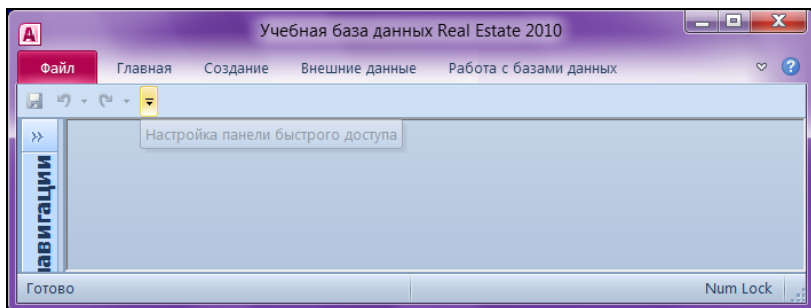 Учебная база данных Real Estate 2010
Файл Главная Создание Внешние данные Работа с базами данных
Настройка панели быстрого доступа
Готово Num Lock